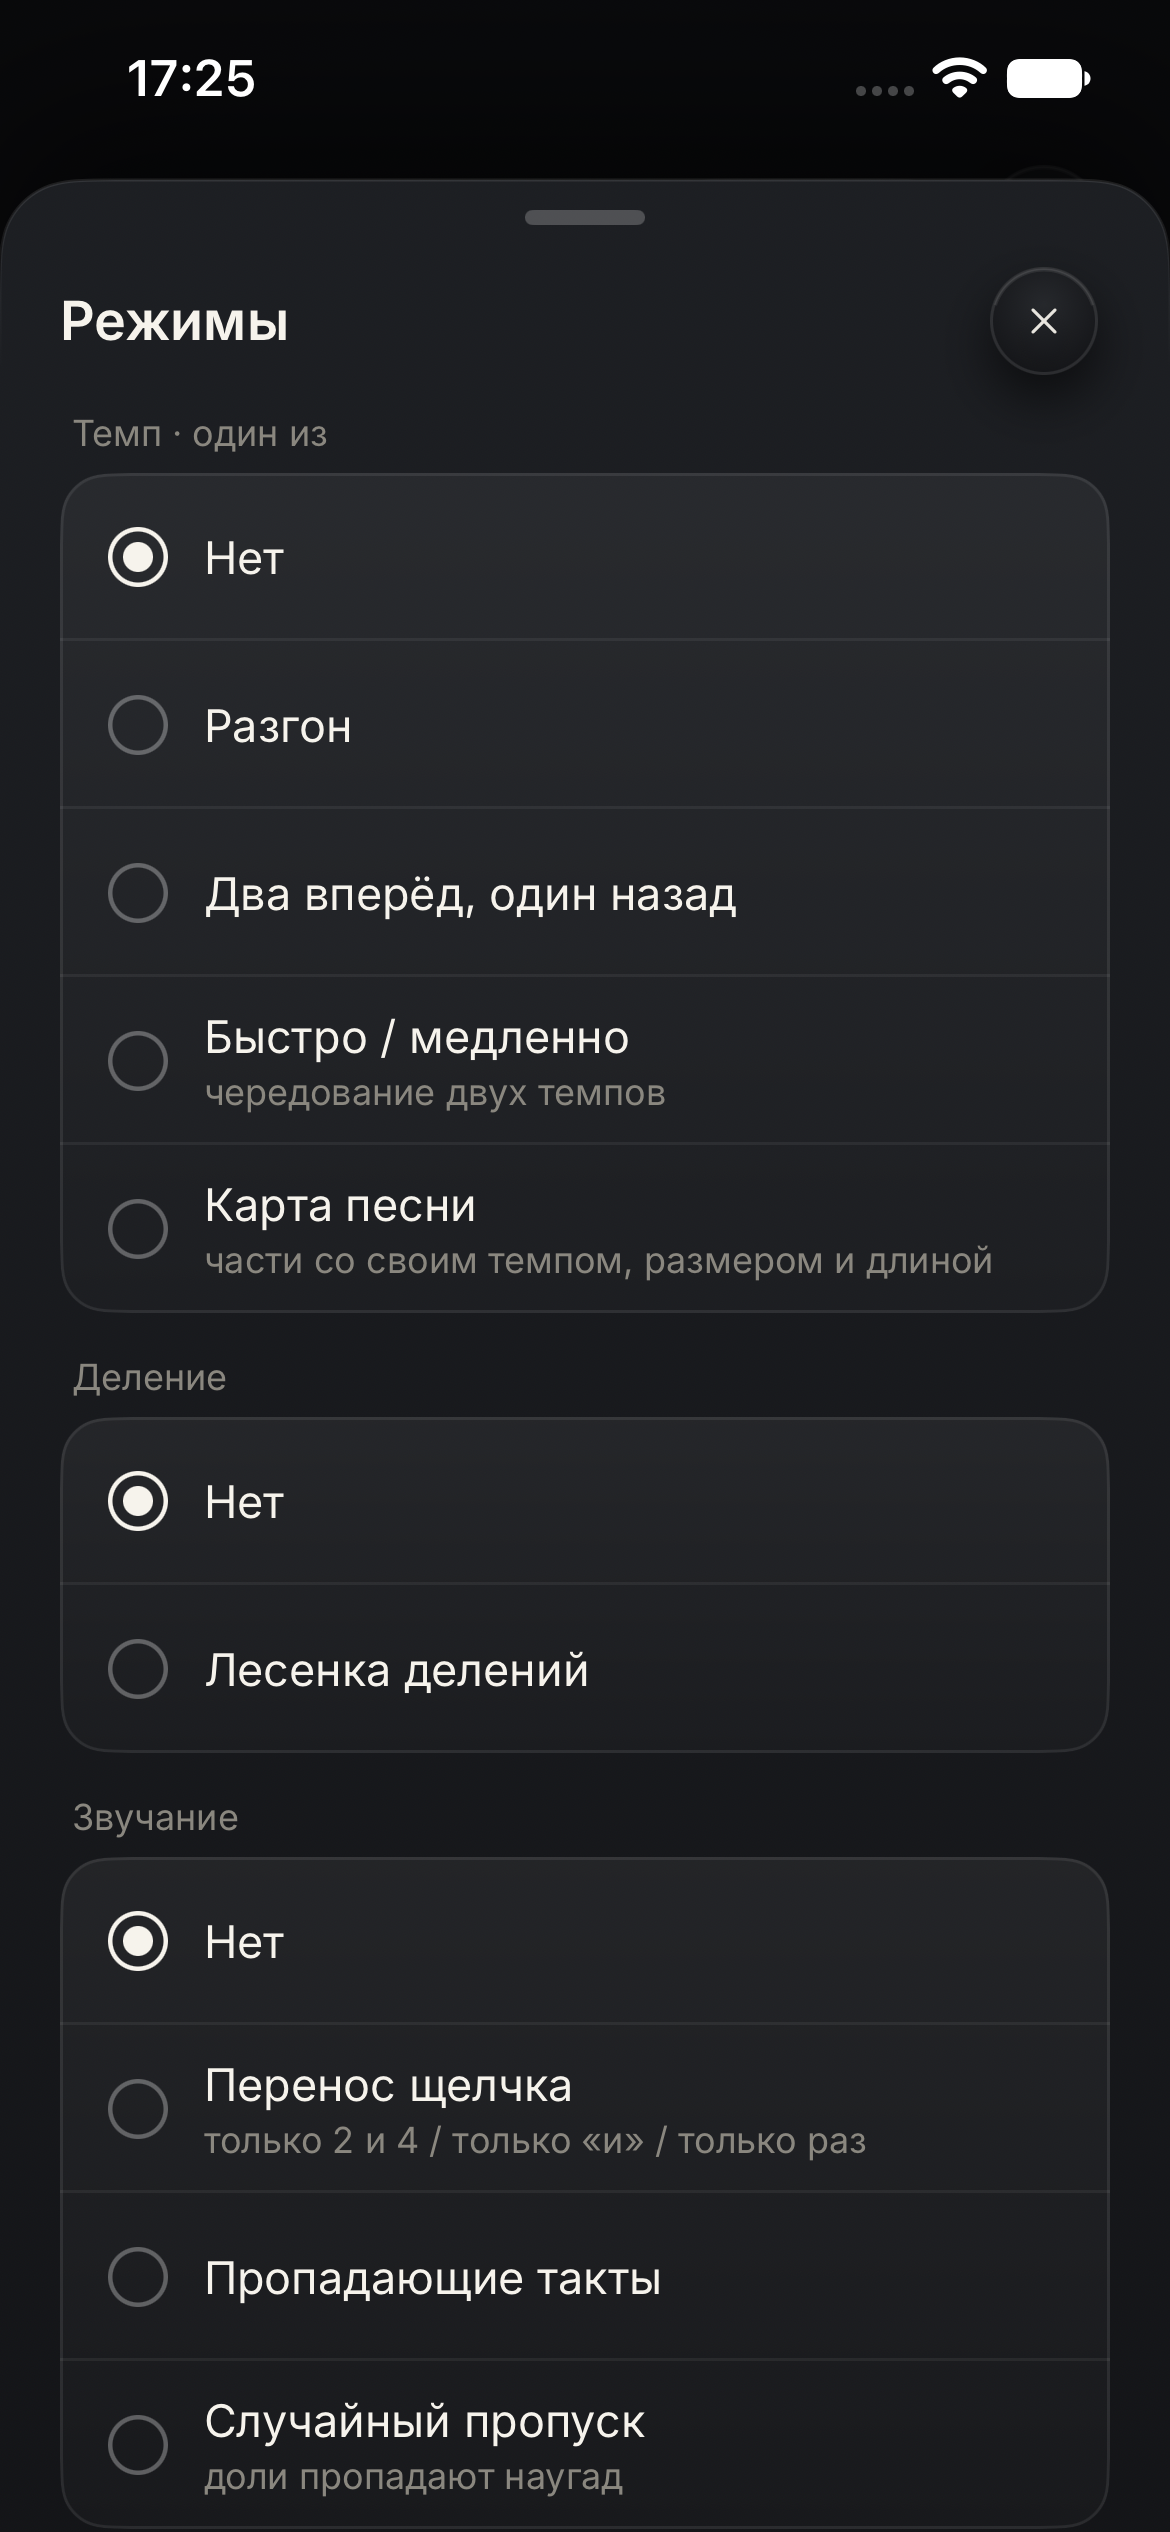 17:25
Режимы
Темп · один из
Нет
Разгон
Два вперёд, один назад
Быстро / медленно
чередование двух темпов
Карта песни
части со своим темпом, размером и длиной
Деление
Нет
Лесенка делений
Звучание
Нет
Перенос щелчка
только 2 и 4 / только «и» / только раз
Пропадающие такты
Случайный пропуск
доли пропадают наугад